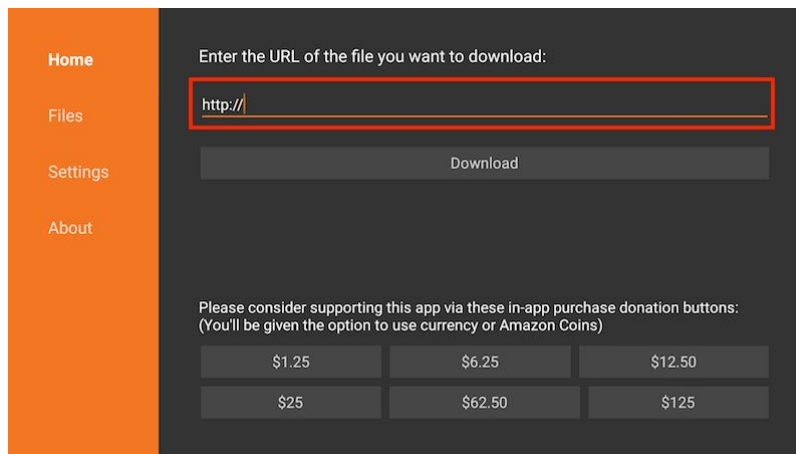 Home
Files
Settings
About
Enter the URL of the file you want to download:
http://
Download
Please consider supporting this app via these in-app purchase donation buttons:
(You'll be given the option to use currency or Amazon Coins)
$1.25 $6.25 $12.50
$25 $62.50 $125